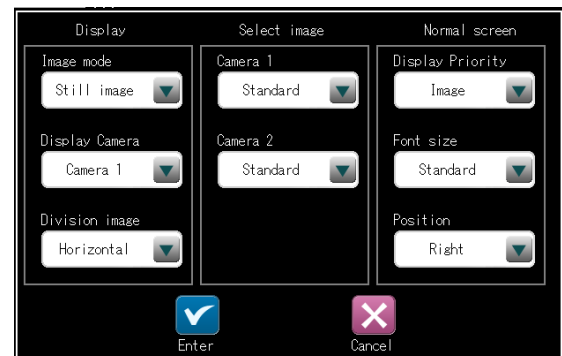 Display
Image mode
Still image
Display Camera
Camera 1
Division image
Horizontal
Select image
Camera 1
Standard
Camera 2
Standard
Normal screen
Display Priority
Image
Font size
Standard
Position
Right
Enter
Cancel